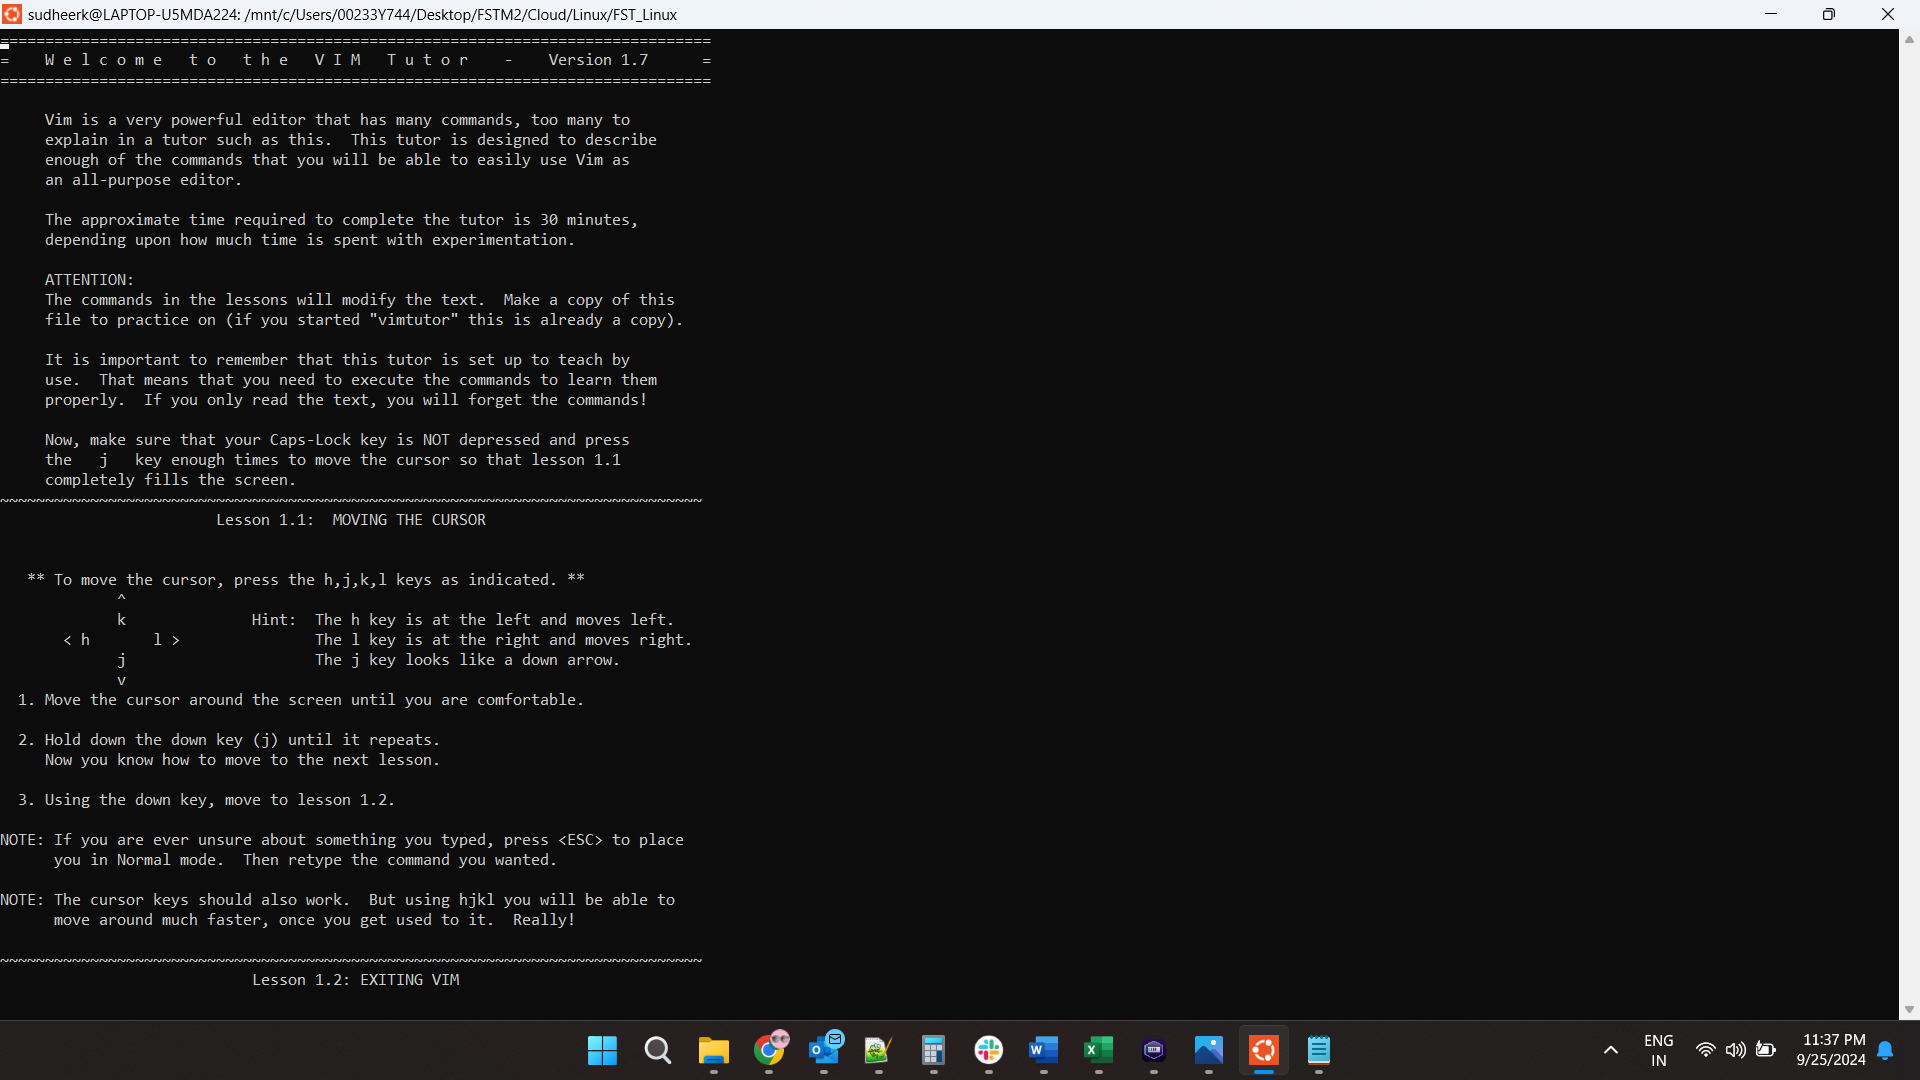 sudheerk@LAPTOP-U5MDA224: /mnt/c/Users/00233Y744/Desktop/FSTM2/Cloud/Linux/FST_Linux
===============================================================================
=    W e l c o m e   t o   t h e   V I M   T u t o r    -    Version 1.7      =
===============================================================================

     Vim is a very powerful editor that has many commands, too many to
     explain in a tutor such as this.  This tutor is designed to describe
     enough of the commands that you will be able to easily use Vim as
     an all-purpose editor.

     The approximate time required to complete the tutor is 30 minutes,
     depending upon how much time is spent with experimentation.

     ATTENTION:
     The commands in the lessons will modify the text.  Make a copy of this
     file to practice on (if you started "vimtutor" this is already a copy).

     It is important to remember that this tutor is set up to teach by
     use.  That means that you need to execute the commands to learn them
     properly.  If you only read the text, you will forget the commands!

     Now, make sure that your Caps-Lock key is NOT depressed and press
     the   j   key enough times to move the cursor so that lesson 1.1
     completely fills the screen.
~~~~~~~~~~~~~~~~~~~~~~~~~~~~~~~~~~~~~~~~~~~~~~~~~~~~~~~~~~~~~~~~~~~~~~~~~~~~~~
                        Lesson 1.1:  MOVING THE CURSOR


   ** To move the cursor, press the h,j,k,l keys as indicated. **
             ^
             k              Hint:  The h key is at the left and moves left.
       < h       l >               The l key is at the right and moves right.
             j                     The j key looks like a down arrow.
             v
  1. Move the cursor around the screen until you are comfortable.

  2. Hold down the down key (j) until it repeats.
     Now you know how to move to the next lesson.

  3. Using the down key, move to lesson 1.2.

NOTE: If you are ever unsure about something you typed, press <ESC> to place
      you in Normal mode.  Then retype the command you wanted.

NOTE: The cursor keys should also work.  But using hjkl you will be able to
      move around much faster, once you get used to it.  Really!

~~~~~~~~~~~~~~~~~~~~~~~~~~~~~~~~~~~~~~~~~~~~~~~~~~~~~~~~~~~~~~~~~~~~~~~~~~~~~~
                            Lesson 1.2: EXITING VIM
ENG
IN
11:37 PM
9/25/2024